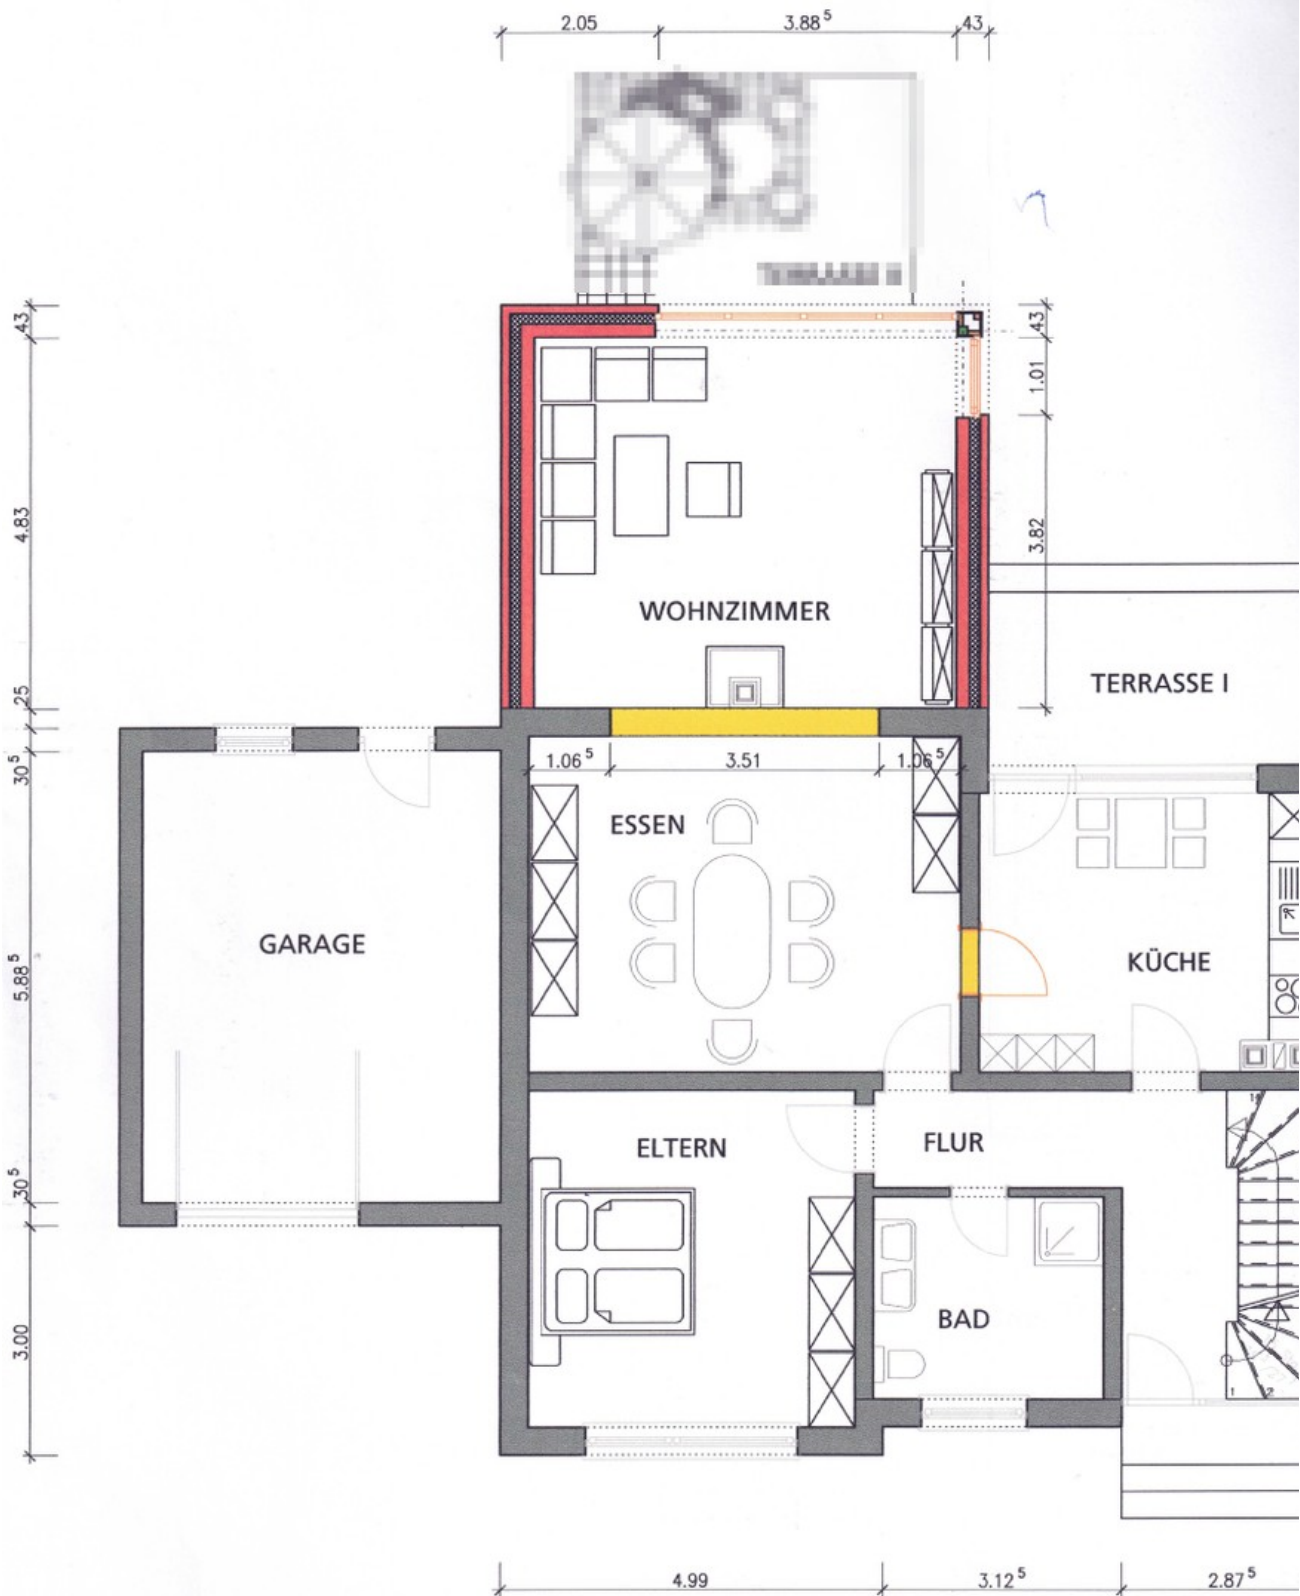 2.05 3.88⁵ 43
43 43
1.01
4.83 3.82
WOHNZIMMER
TERRASSE I
25
30⁵ 1.06⁵ 3.51 1.06⁵
ESSEN
GARAGE KÜCHE
5.88⁵
ELTERN FLUR
30⁵
BAD
3.00
1 2
4.99 3.12⁵ 2.87⁵